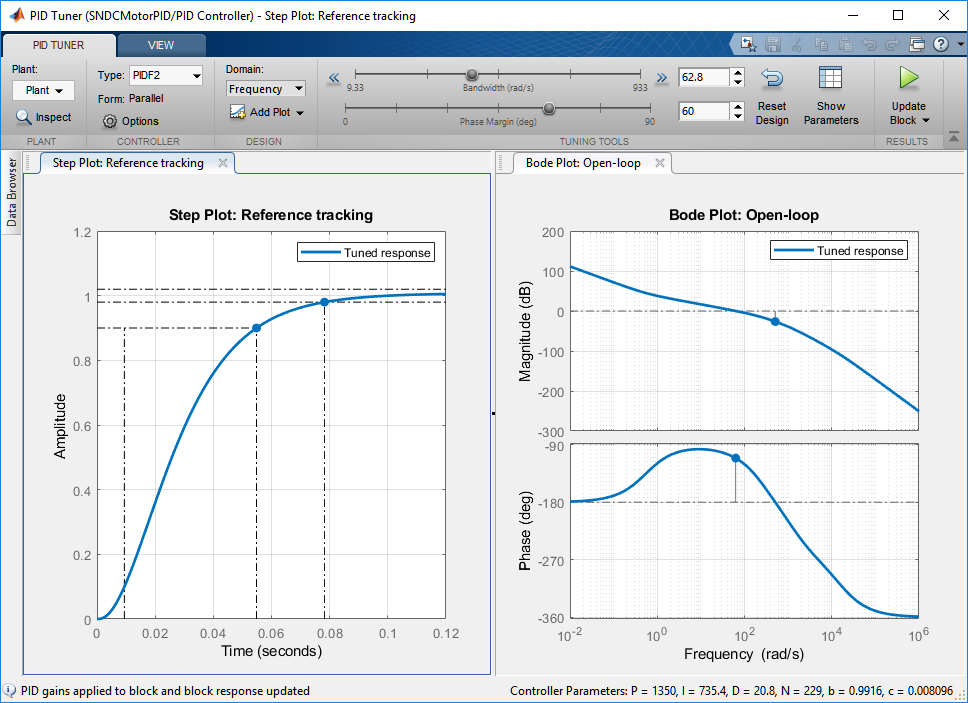 PID Tuner (SNDCMotorPID/PID Controller) - Step Plot: Reference tracking
PID TUNER VIEW
Plant:
Plant
Inspect
PLANT
Type: PIDF2
Form: Parallel
Options
CONTROLLER
Domain:
Frequency
Add Plot
DESIGN
9.33 Bandwidth (rad/s) 933
62.8
0 Phase Margin (deg) 90
60
Reset Design
Show Parameters
TUNING TOOLS
Update Block
RESULTS
Data Browser
Step Plot: Reference tracking
Step Plot: Reference tracking
Tuned response
1.2
1
0.8
0.6
0.4
0.2
0
Amplitude
0 0.02 0.04 0.06 0.08 0.1 0.12
Time (seconds)
Bode Plot: Open-loop
Bode Plot: Open-loop
Tuned response
200
100
0
-100
-200
-300
Magnitude (dB)
-90
-180
-270
-360
Phase (deg)
10^-2 10^0 10^2 10^4 10^6
Frequency (rad/s)
PID gains applied to block and block response updated
Controller Parameters: P = 1350, I = 735.4, D = 20.8, N = 229, b = 0.9916, c = 0.008096